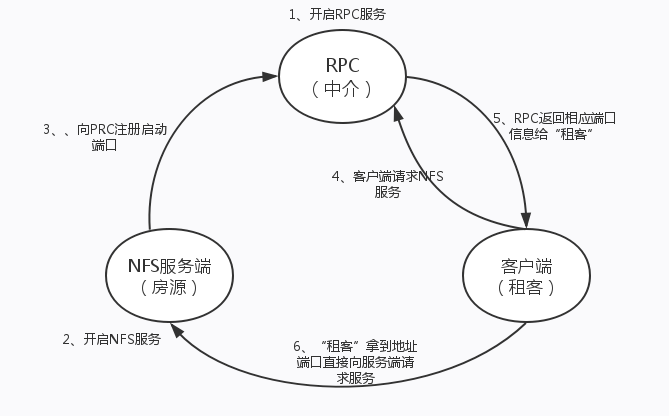 1、开启RPC服务
RPC
（中介）
3、、向PRC注册启动
端口
5、RPC返回相应端口
信息给“租客”
4、客户端请求NFS
服务
NFS服务端
（房源）
客户端
（租客）
2、开启NFS服务
6、“租客”拿到地址
端口直接向服务端请
求服务